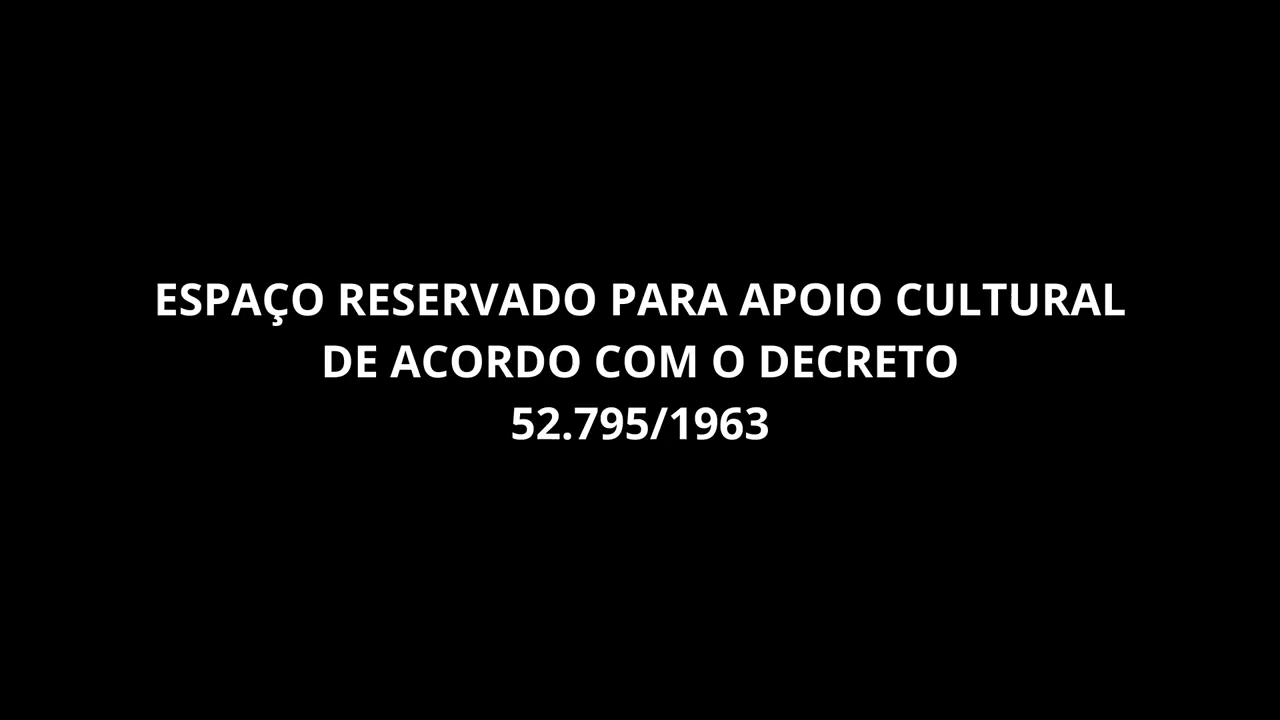 ESPAÇO RESERVADO PARA APOIO CULTURAL
DE ACORDO COM O DECRETO
52.795/1963